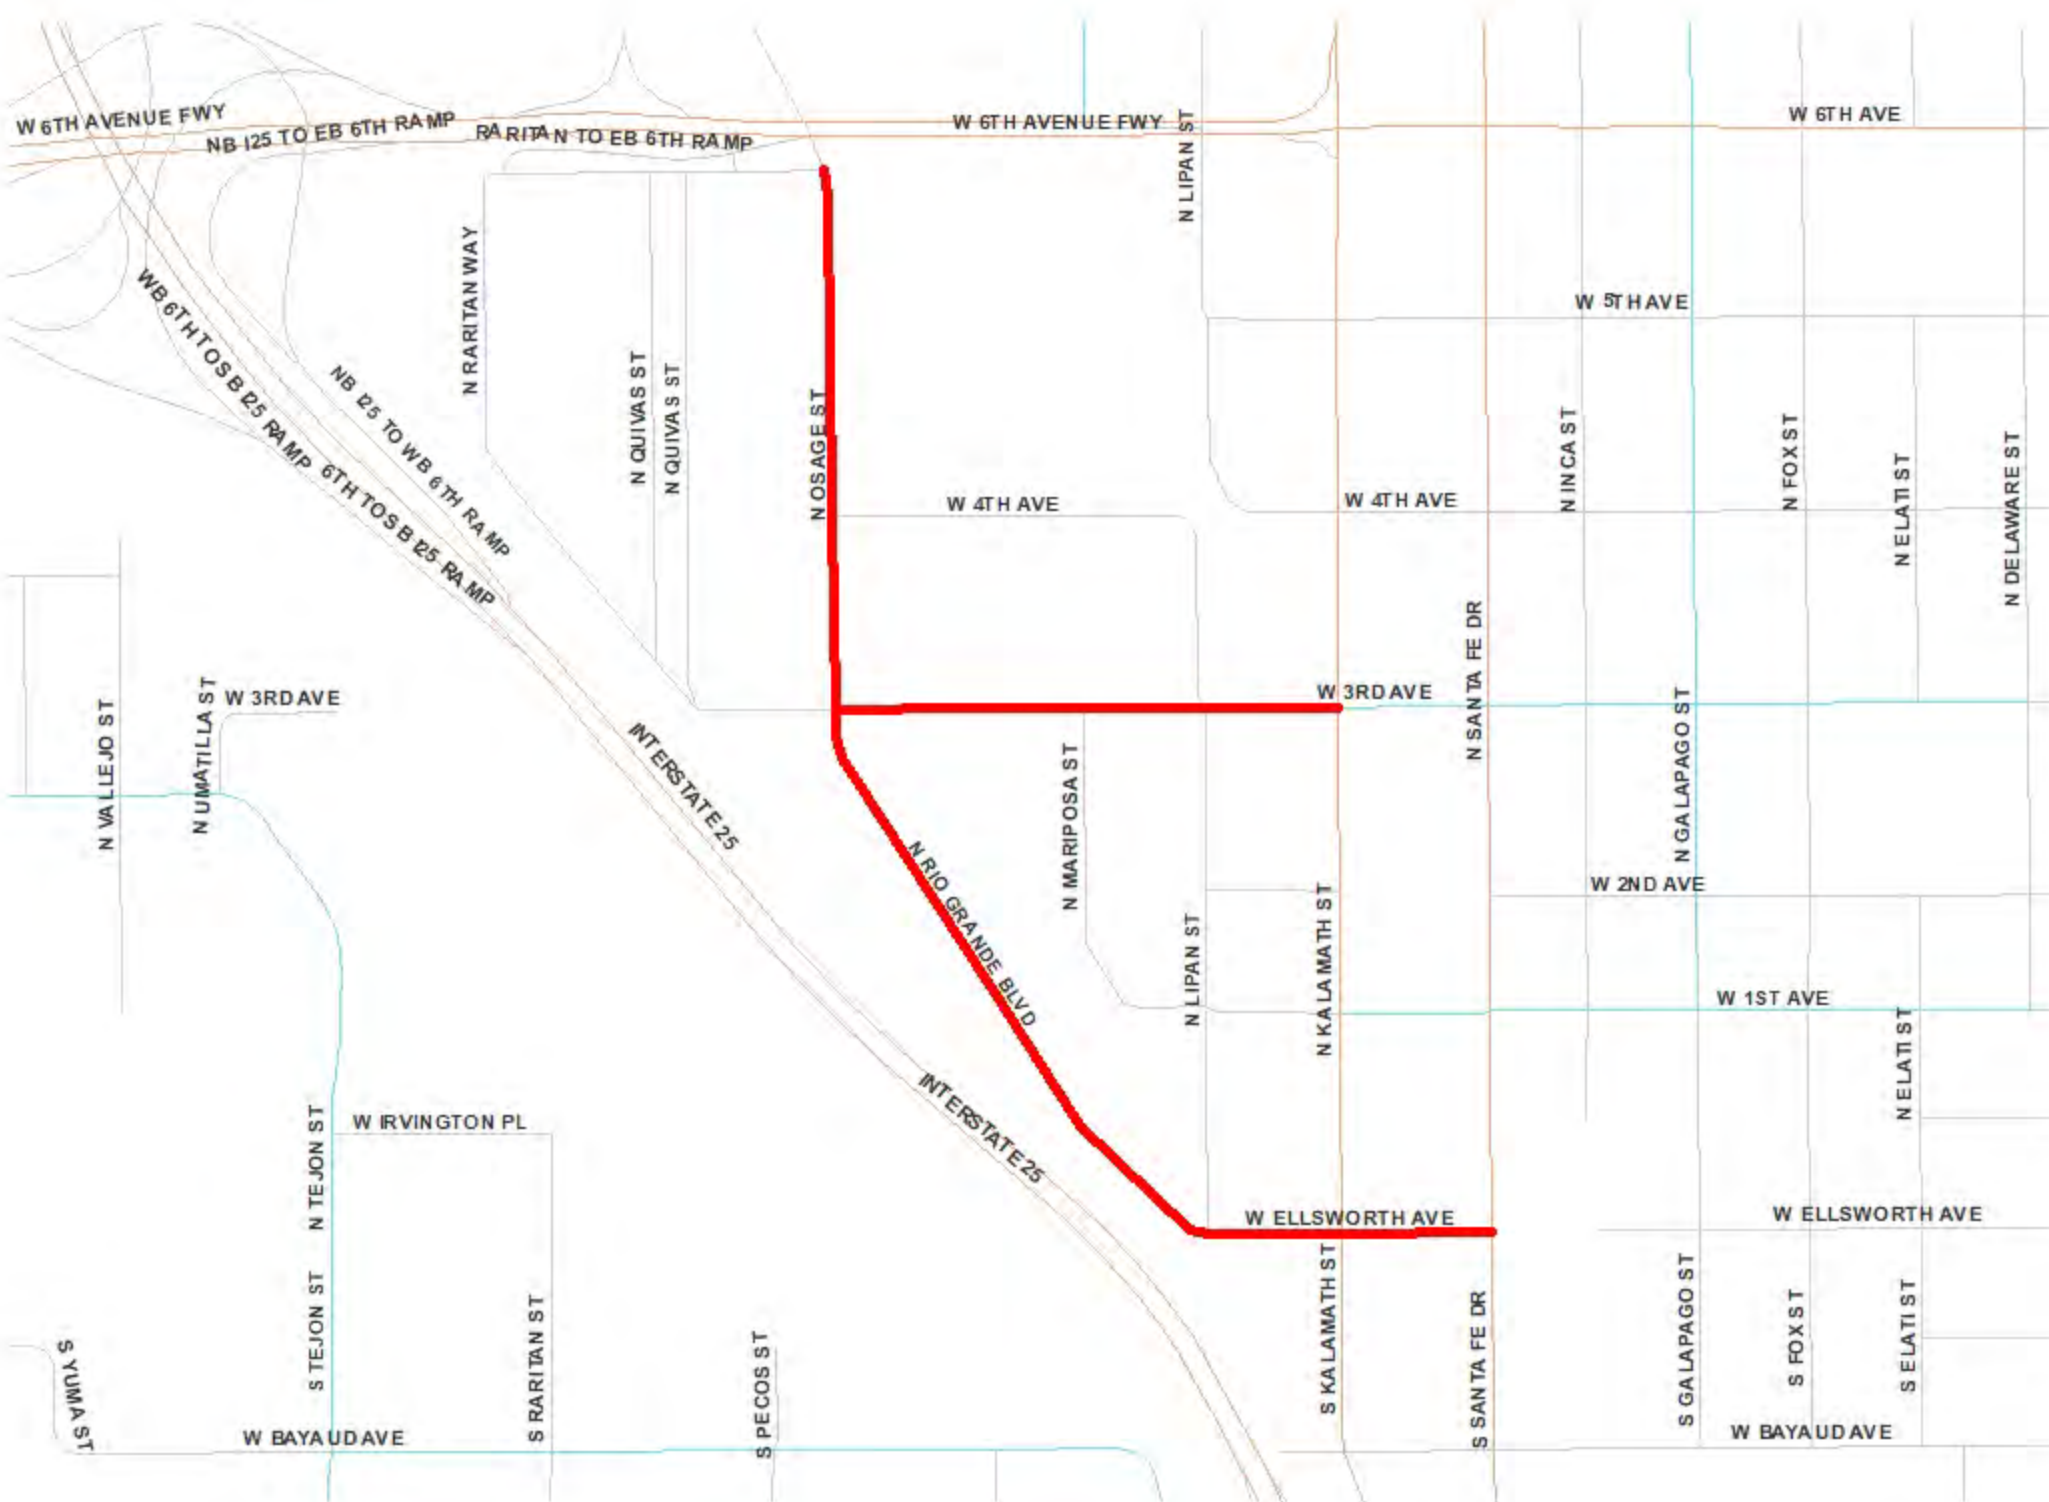 W 6TH AVENUE FWY
NB I25 TO EB 6TH RAMP
RARITAN TO EB 6TH RAMP
W 6TH AVENUE FWY
N LIPAN ST
W 6TH AVE
WB 6TH TO SB I25 RAMP
NB I25 TO WB 6TH RAMP
6TH TO SB I25 RAMP
N RARITAN WAY
N QUIVAS ST
N QUIVAS ST
N OSAGE ST
W 5TH AVE
W 4TH AVE
W 4TH AVE
N INCA ST
N FOX ST
N ELATI ST
N DELAWARE ST
N VALLEJO ST
N UMATILLA ST
W 3RD AVE
INTERSTATE 25
W 3RD AVE
N SANTA FE DR
N GALAPAGO ST
N MARIPOSA ST
N RIO GRANDE BLVD
N LIPAN ST
N KALAMATH ST
W 2ND AVE
W 1ST AVE
N ELATI ST
INTERSTATE 25
N TEJON ST
W IRVINGTON PL
W ELLSWORTH AVE
W ELLSWORTH AVE
S YUMA ST
S TEJON ST
S RARITAN ST
S PECOS ST
S KALAMATH ST
S SANTA FE DR
S GALAPAGO ST
S FOX ST
S ELATI ST
W BAYAUD AVE
W BAYAUD AVE